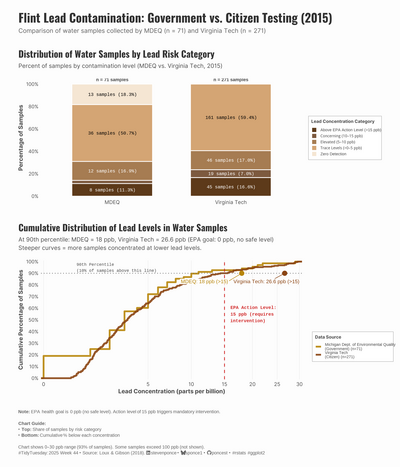 Flint Lead Contamination: Government vs. Citizen Testing (2015)
Comparison of water samples collected by MDEQ (n = 71) and Virginia Tech (n = 271)
Distribution of Water Samples by Lead Risk Category
Percent of samples by contamination level (MDEQ vs. Virginia Tech, 2015)
n = 71 samples
n = 271 samples
Percentage of Samples
100%
80%
60%
40%
20%
0%
13 samples (18.3%)
36 samples (50.7%)
12 samples (16.9%)
8 samples (11.3%)
161 samples (59.4%)
46 samples (17.0%)
19 samples (7.0%)
45 samples (16.6%)
MDEQ
Virginia Tech
Lead Concentration Category
Above EPA Action Level (>15 ppb)
Concerning (10–15 ppb)
Elevated (5–10 ppb)
Trace Levels (>0–5 ppb)
Zero Detection
Cumulative Distribution of Lead Levels in Water Samples
At 90th percentile: MDEQ = 18 ppb, Virginia Tech = 26.6 ppb (EPA goal: 0 ppb, no safe level)
Steeper curves = more samples concentrated at lower lead levels.
Cumulative Percentage of Samples
100%
90%
80%
70%
60%
50%
40%
30%
20%
10%
0%
90th Percentile
(10% of samples above this line)
MDEQ: 18 ppb (>15)
Virginia Tech: 26.6 ppb (>15)
EPA Action Level:
15 ppb (requires
intervention)
0
5
10
15
20
25
30
Lead Concentration (parts per billion)
Data Source
Michigan Dept. of Environmental Quality
(Government) (n=71)
Virginia Tech
(Citizen) (n=271)
Note: EPA health goal is 0 ppb (no safe level). Action level of 15 ppb triggers mandatory intervention.
Chart Guide:
• Top: Share of samples by risk category
• Bottom: Cumulative % below each concentration
Chart shows 0–30 ppb range (93% of samples). Some samples exceed 100 ppb (not shown).
#TidyTuesday: 2025 Week 44 • Source: Loux & Gibson (2018)
stevenponce • sponce1 • poncest • #rstats #ggplot2